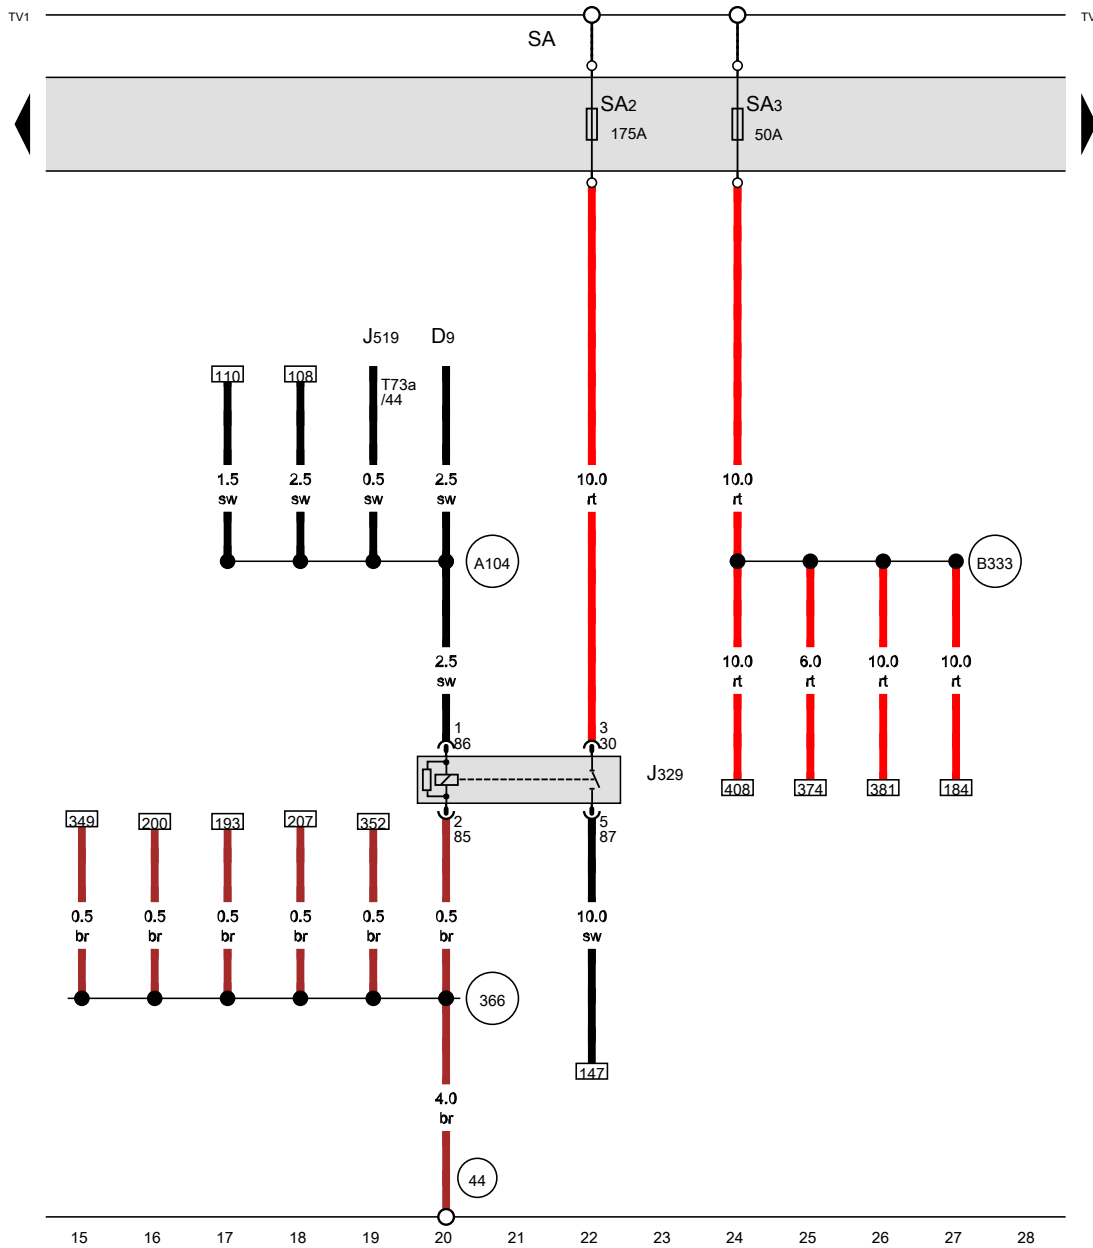 TV1
TV
SA
SA2
175A
SA3
50A
J519
D9
110
108
T73a
/44
1.5
sw
2.5
sw
0.5
sw
2.5
sw
10.0
rt
10.0
rt
A104
B333
2.5
sw
10.0
rt
6.0
rt
10.0
rt
10.0
rt
1
86
3
30
J329
408
374
381
184
349
200
193
207
352
2
85
5
87
0.5
br
0.5
br
0.5
br
0.5
br
0.5
br
0.5
br
10.0
sw
366
147
4.0
br
44
15 16 17 18 19 20 21 22 23 24 25 26 27 28